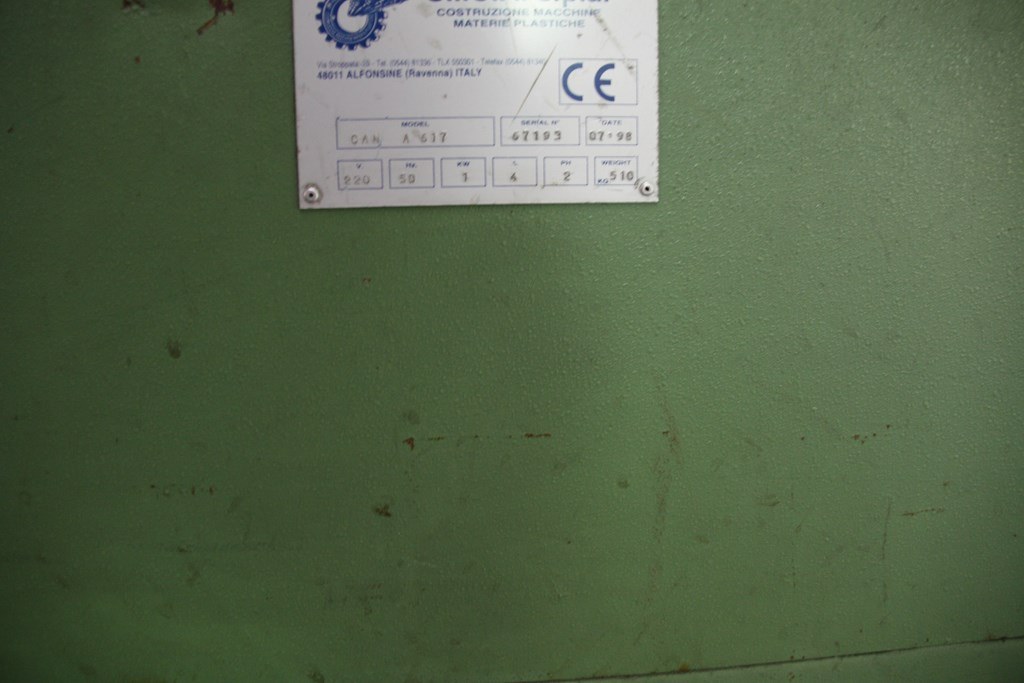 COSTRUZIONE MACCHINE
MATERIE PLASTICHE
48011 ALFONSINE (Ravenna) ITALY
CE
MODEL SERIAL N° DATE
CAN A 617 67193 07·98
V. Hz. KW L PH WEIGHT
220 50 1 4 2 KG 510